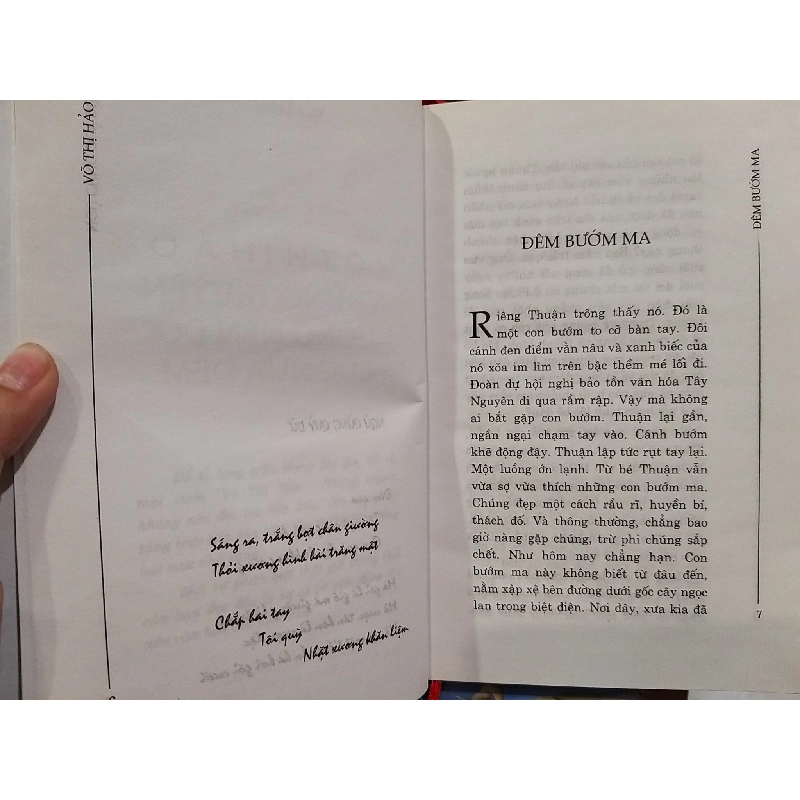 VÕ THỊ HẢO
Sáng ra, trắng bợt chân giường
Thỏi xương hình hài trăng mật
Chắp hai tay
Tôi quỳ
Nhặt xương khăn liệm
ĐÊM BƯỚM MA
ĐÊM BƯỚM MA
Riêng Thuận trông thấy nó. Đó là
một con bướm to cỡ bàn tay. Đôi
cánh đen điểm vằn nâu và xanh biếc của
nó xõa im lìm trên bậc thềm mé lối đi.
Đoàn dự hội nghị bảo tồn văn hóa Tây
Nguyên đi qua rầm rập. Vậy mà không
ai bắt gặp con bướm. Thuận lại gần,
ngần ngại chạm tay vào. Cánh bướm
khẽ động đậy. Thuận lập tức rụt tay lại.
Một luồng ớn lạnh. Từ bé Thuận vẫn
vừa sợ vừa thích những con bướm ma.
Chúng đẹp một cách rầu rĩ, huyền bí,
thách đố. Và thông thường, chẳng bao
giờ nàng gặp chúng, trừ phi chúng sắp
chết. Như hôm nay chẳng hạn. Con
bướm ma này không biết từ đâu đến,
nằm xập xệ bên đường dưới gốc cây ngọc
lan trong biệt điện. Nơi đây, xưa kia đã
7